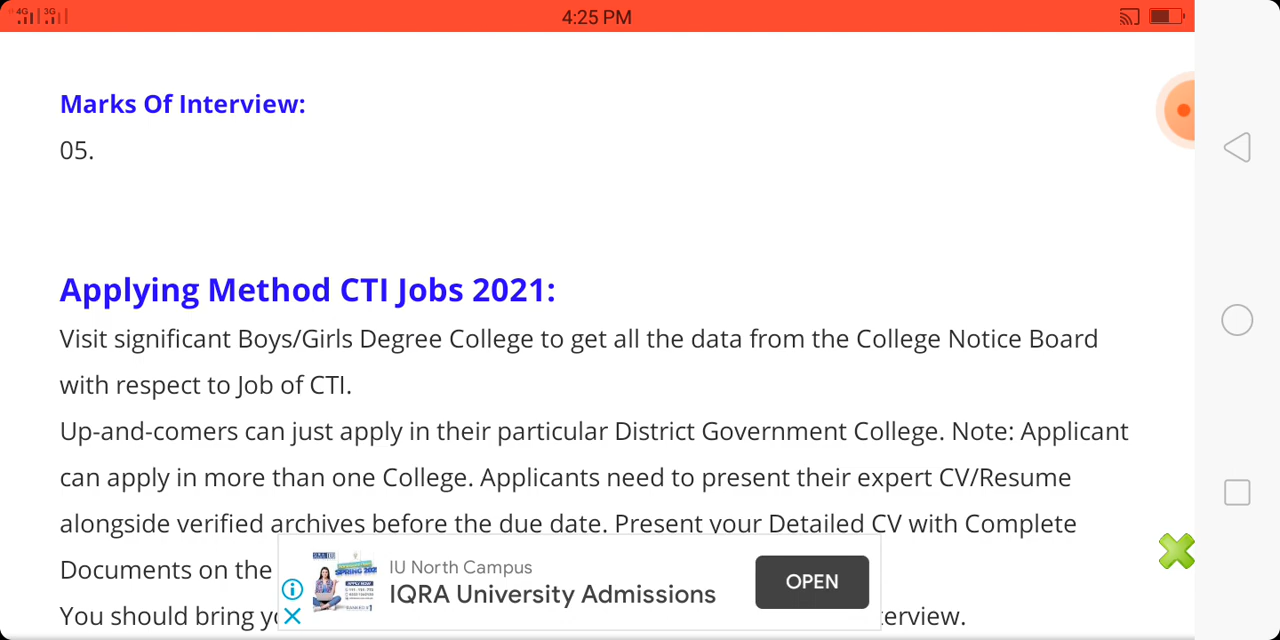 4G 3G 4:25 PM
Marks Of Interview:
05.
Applying Method CTI Jobs 2021:
Visit significant Boys/Girls Degree College to get all the data from the College Notice Board
with respect to Job of CTI.
Up-and-comers can just apply in their particular District Government College. Note: Applicant
can apply in more than one College. Applicants need to present their expert CV/Resume
alongside verified archives before the due date. Present your Detailed CV with Complete
Documents on the
IU North Campus
IQRA University Admissions
OPEN
You should bring